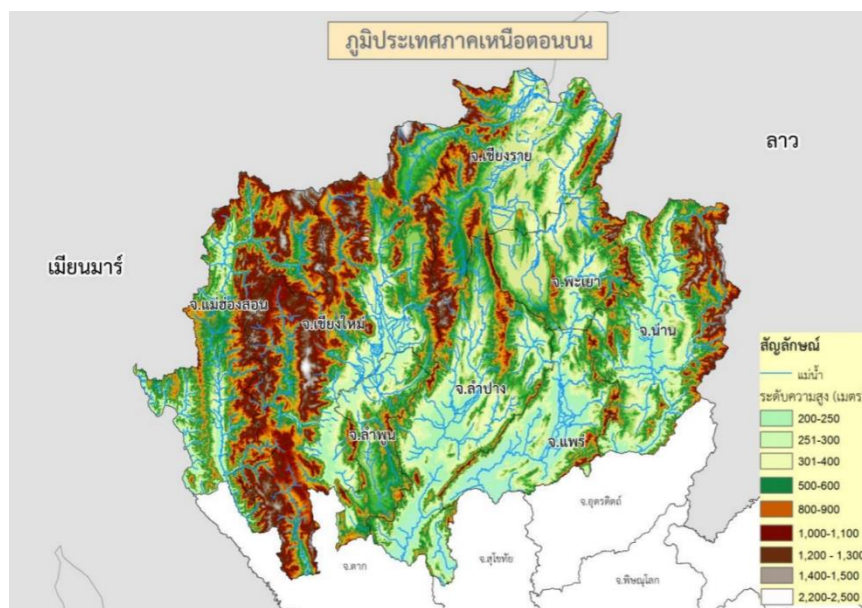 ภูมิประเทศภาคเหนือตอนบน
ลาว
จ.เชียงราย
เมียนมาร์
จ.พะเยา
จ.แม่ฮ่องสอน
จ.เชียงใหม่
จ.น่าน
จ.ลำปาง
จ.ลำพูน
จ.แพร่
จ.อุตรดิตถ์
จ.ตาก
จ.สุโขทัย
จ.พิษณุโลก
สัญลักษณ์
แม่น้ำ
ระดับความสูง (เมตร
200-250
251-300
301-400
500-600
800-900
1,000-1,100
1,200 - 1,300
1,400-1,500
2,200-2,500